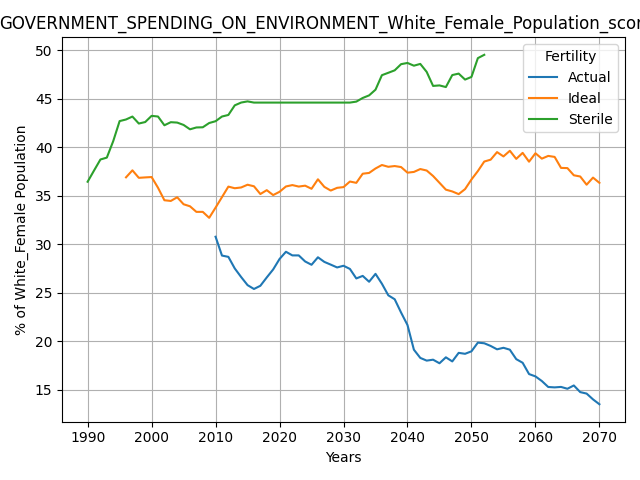 GOVERNMENT_SPENDING_ON_ENVIRONMENT_White_Female_Population_scor
Fertility
Actual
Ideal
Sterile
% of White_Female Population
50
45
40
35
30
25
20
15
1990 2000 2010 2020 2030 2040 2050 2060 2070
Years